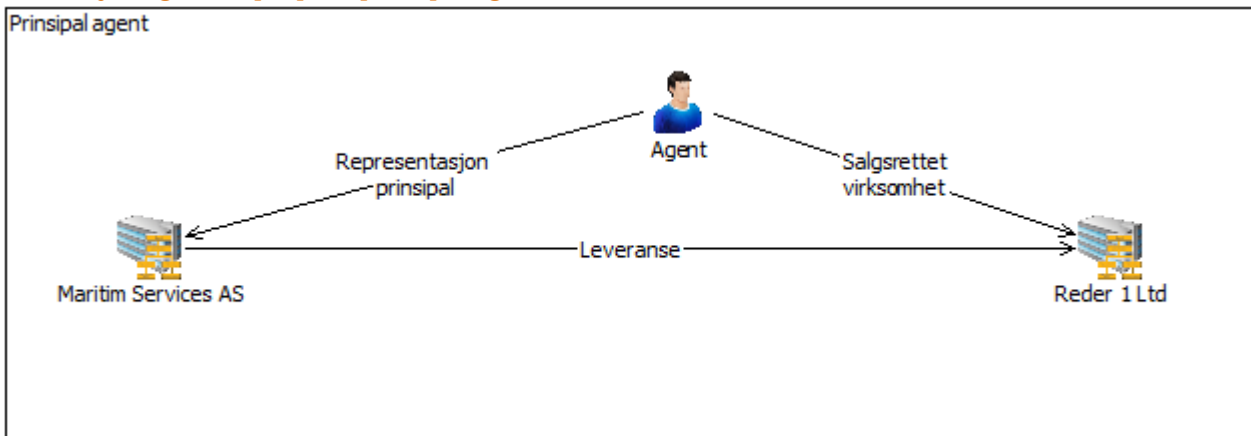 Prinsipal agent
Agent
Representasjon
prinsipal
Salgsrettet
virksomhet
Leveranse
Maritim Services AS
Reder 1 Ltd